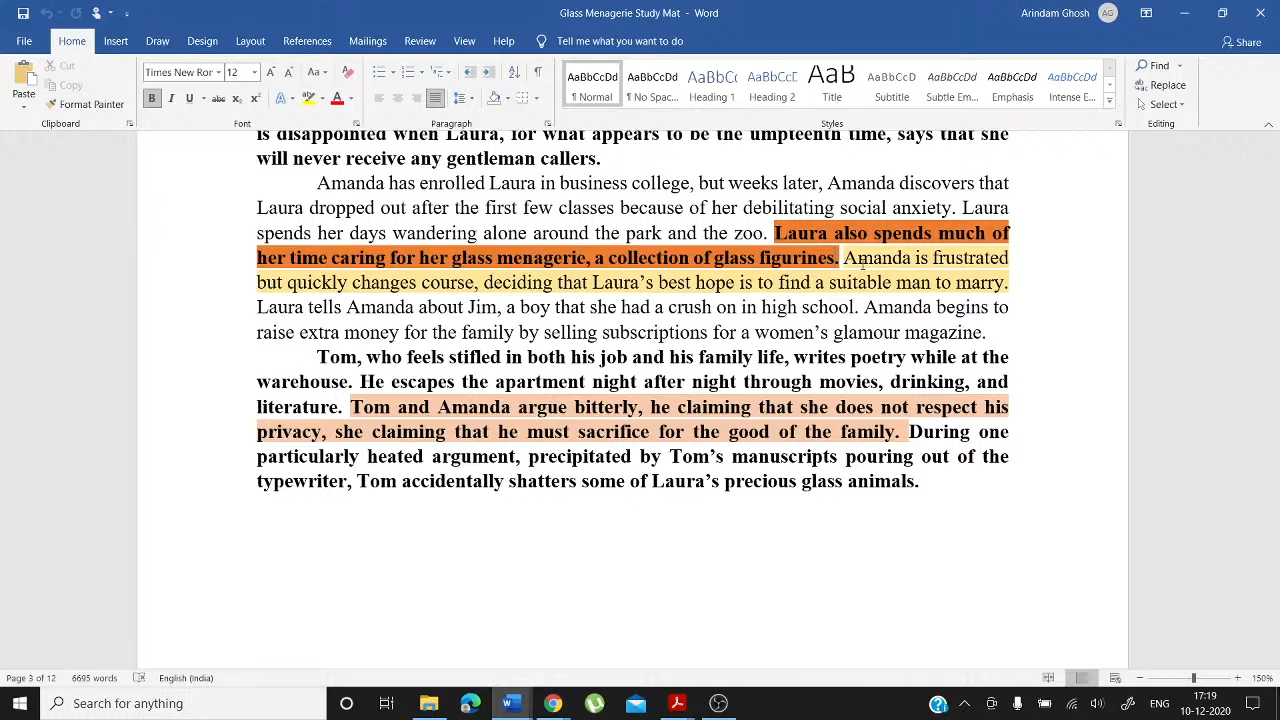 Glass Menagerie Study Mat - Word
Arindam Ghosh AG
File Home Insert Draw Design Layout References Mailings Review View Help Tell me what you want to do Share
Paste Cut Copy Format Painter
Clipboard
Times New Ror 12 Aa
B I U abc x2 x2 A A
Font
Paragraph
AaBbCcDd AaBbCcDd AaBbCc AaBbCcE AaB AaBbCcD AaBbCcDd AaBbCcDd AaBbCcDd
¶ Normal ¶ No Spac... Heading 1 Heading 2 Title Subtitle Subtle Em... Emphasis Intense E...
Styles
Find Replace Select
Editing
is disappointed when Laura, for what appears to be the umpteenth time, says that she
will never receive any gentleman callers.
Amanda has enrolled Laura in business college, but weeks later, Amanda discovers that
Laura dropped out after the first few classes because of her debilitating social anxiety. Laura
spends her days wandering alone around the park and the zoo. Laura also spends much of
her time caring for her glass menagerie, a collection of glass figurines. Amanda is frustrated
but quickly changes course, deciding that Laura’s best hope is to find a suitable man to marry.
Laura tells Amanda about Jim, a boy that she had a crush on in high school. Amanda begins to
raise extra money for the family by selling subscriptions for a women’s glamour magazine.
Tom, who feels stifled in both his job and his family life, writes poetry while at the
warehouse. He escapes the apartment night after night through movies, drinking, and
literature. Tom and Amanda argue bitterly, he claiming that she does not respect his
privacy, she claiming that he must sacrifice for the good of the family. During one
particularly heated argument, precipitated by Tom’s manuscripts pouring out of the
typewriter, Tom accidentally shatters some of Laura’s precious glass animals.
Page 3 of 12 6695 words English (India) 150%
Search for anything
17:19
10-12-2020